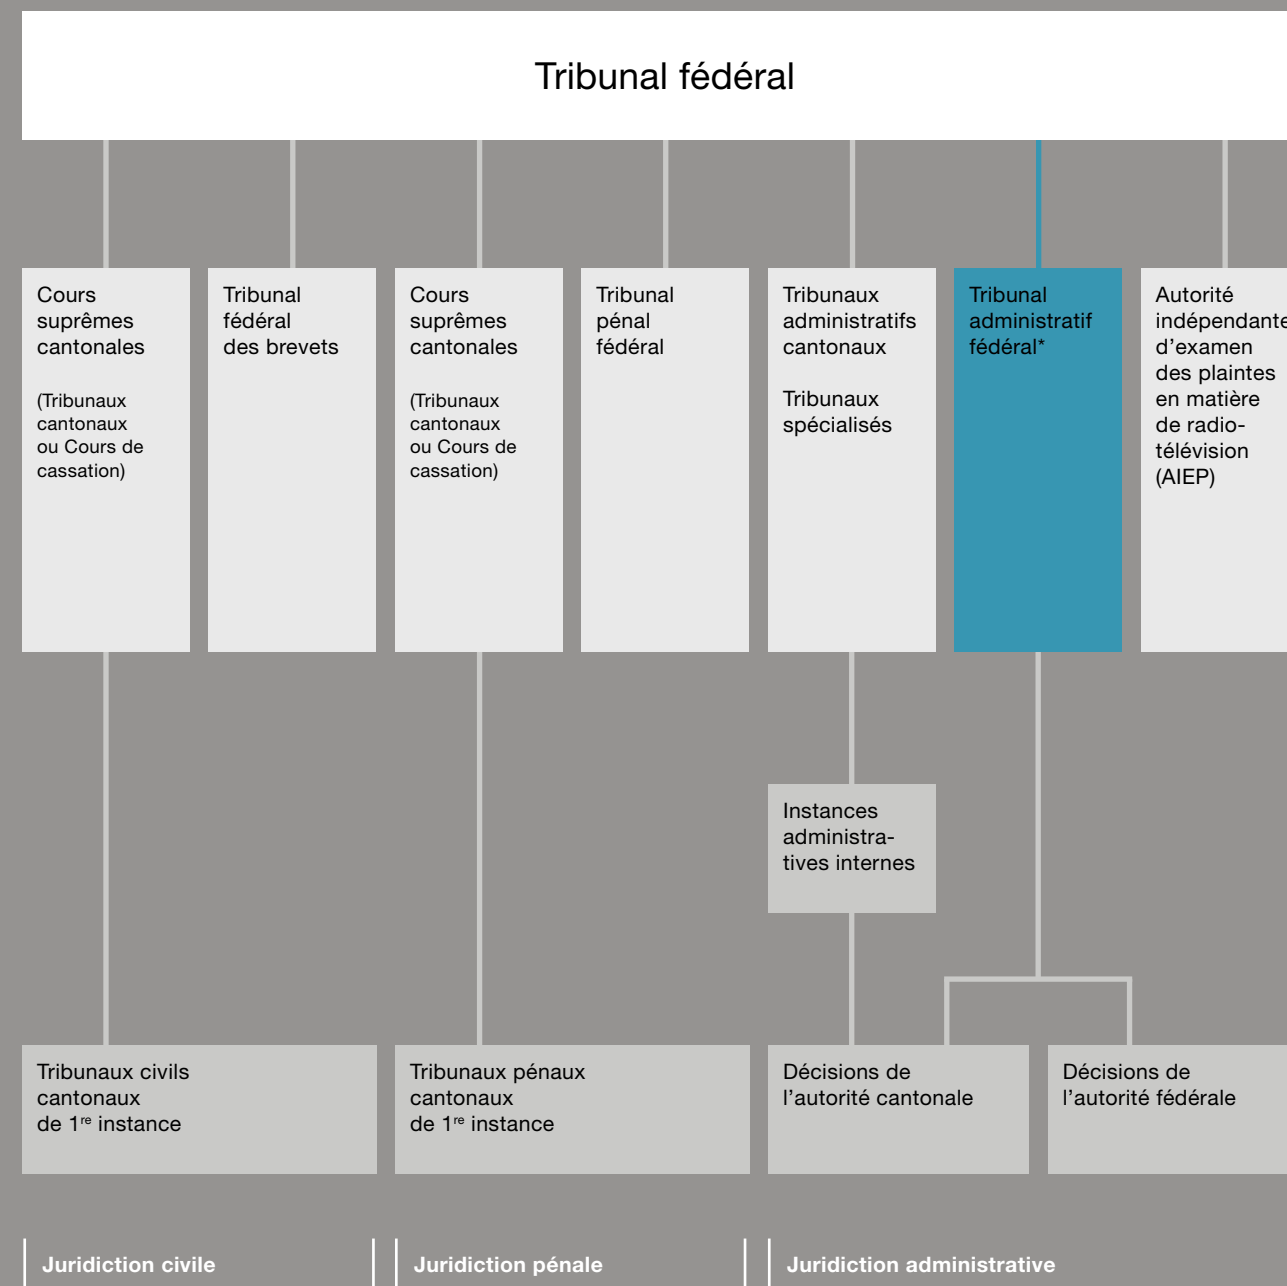 Tribunal fédéral
Cours
suprêmes
cantonales
(Tribunaux
cantonaux
ou Cours de
cassation)
Tribunal
fédéral
des brevets
Cours
suprêmes
cantonales
(Tribunaux
cantonaux
ou Cours de
cassation)
Tribunal
pénal
fédéral
Tribunaux
administratifs
cantonaux
Tribunaux
spécialisés
Tribunal
administratif
fédéral*
Autorité
indépendante
d'examen
des plaintes
en matière
de radio-
télévision
(AIEP)
Instances
administra-
tives internes
Tribunaux civils
cantonaux
de 1re instance
Tribunaux pénaux
cantonaux
de 1re instance
Décisions de
l'autorité cantonale
Décisions de
l'autorité fédérale
Juridiction civile
Juridiction pénale
Juridiction administrative